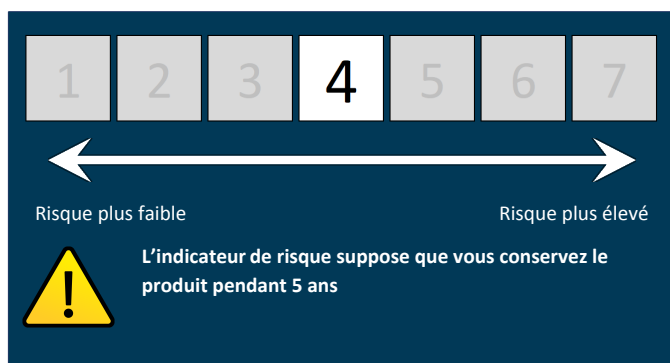 1 2 3 4 5 6 7
Risque plus faible Risque plus élevé
L’indicateur de risque suppose que vous conservez le
produit pendant 5 ans